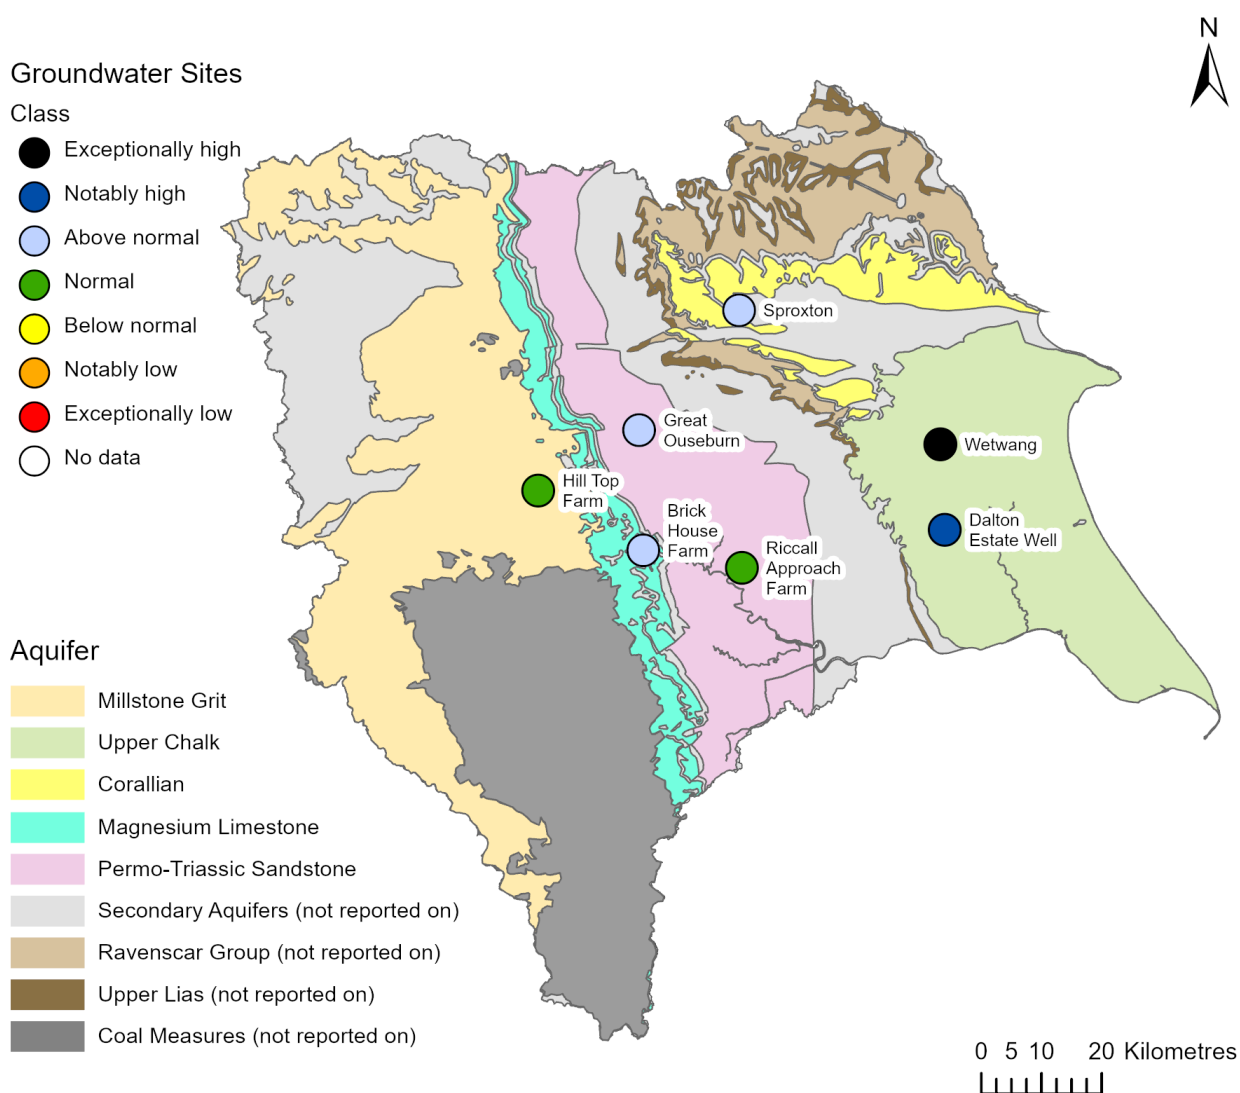 N
Groundwater Sites
Class
Exceptionally high
Notably high
Above normal
Normal
Below normal
Notably low
Exceptionally low
No data
Sproxton
Great
Ouseburn
Wetwang
Hill Top
Farm
Brick
House
Farm
Dalton
Estate Well
Riccall
Approach
Farm
Aquifer
Millstone Grit
Upper Chalk
Corallian
Magnesium Limestone
Permo-Triassic Sandstone
Secondary Aquifers (not reported on)
Ravenscar Group (not reported on)
Upper Lias (not reported on)
Coal Measures (not reported on)
0 5 10 20 Kilometres